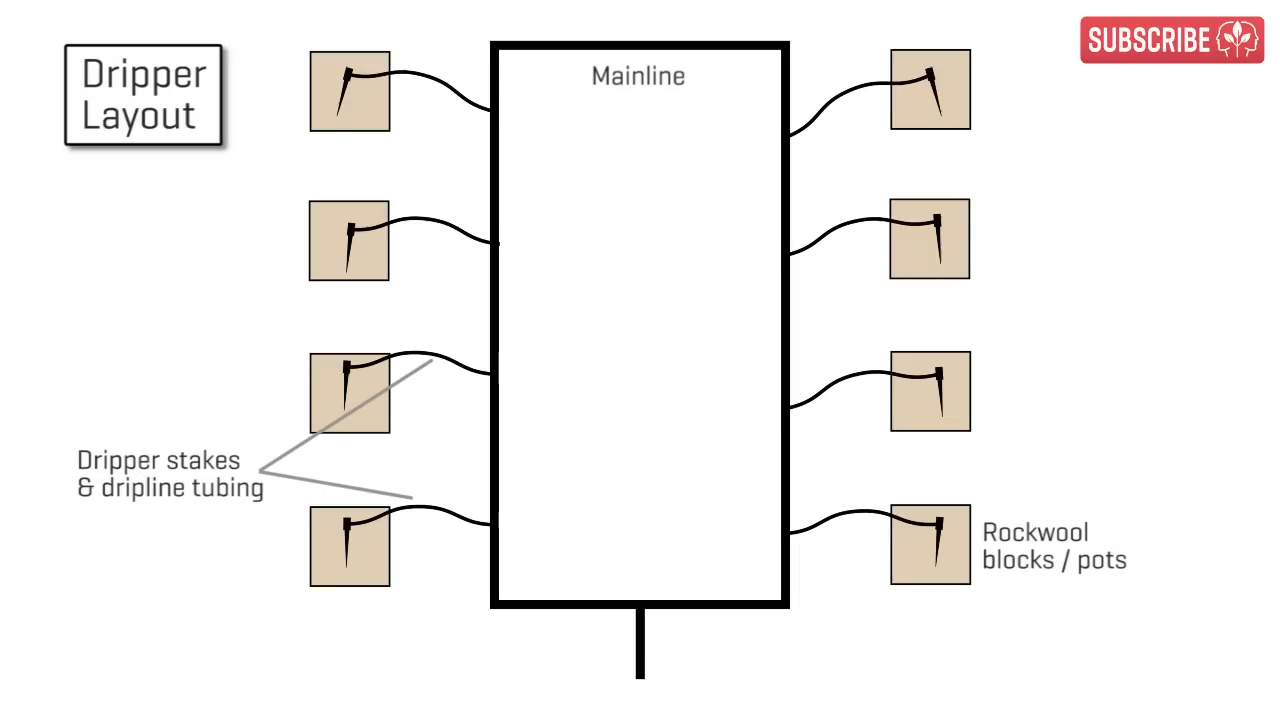 Dripper
Layout
Mainline
SUBSCRIBE
Dripper stakes
& dripline tubing
Rockwool
blocks / pots